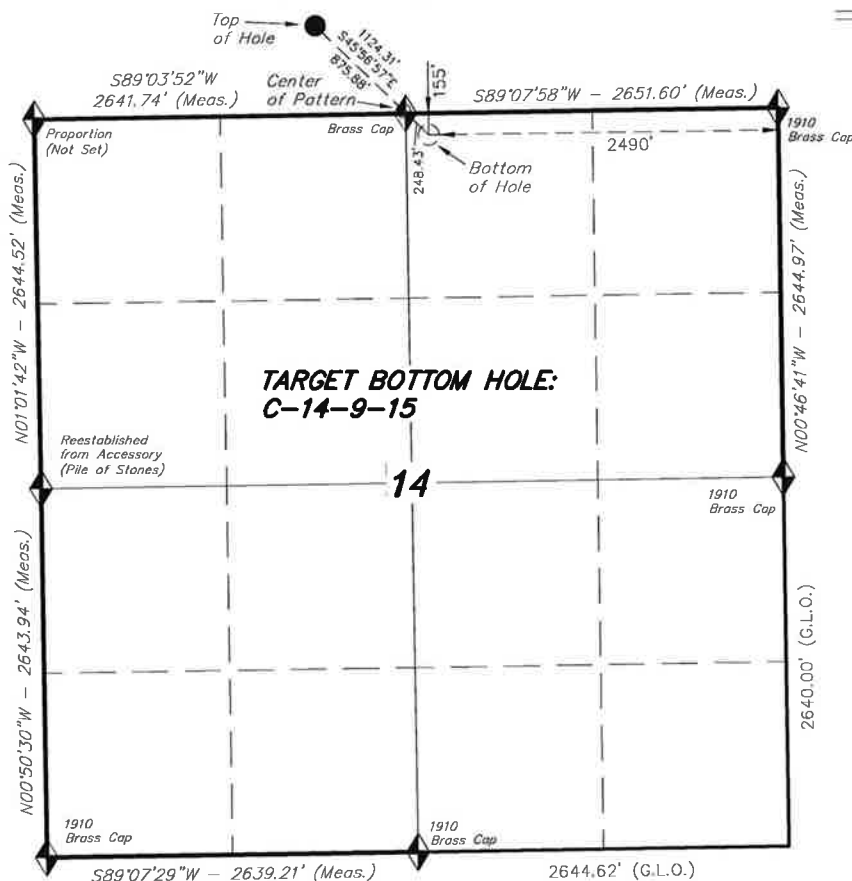 Top
of Hole
1124.31'
S45°56'57"E
875.88'
155'
S89°03'52"W
2641.74' (Meas.)
Center
of Pattern
S89°07'58"W - 2651.60' (Meas.)
Proportion
(Not Set)
Brass Cap
1910
Brass Cap
2490'
248.43'
Bottom
of Hole
N01°01'42"W - 2644.52' (Meas.)
N00°46'41"W - 2644.97' (Meas.)
TARGET BOTTOM HOLE:
C-14-9-15
Reestablished
from Accessory
(Pile of Stones)
14
1910
Brass Cap
N00°50'30"W - 2643.94' (Meas.)
2640.00' (G.L.O.)
1910
Brass Cap
1910
Brass Cap
S89°07'29"W - 2639.21' (Meas.)
2644.62' (G.L.O.)